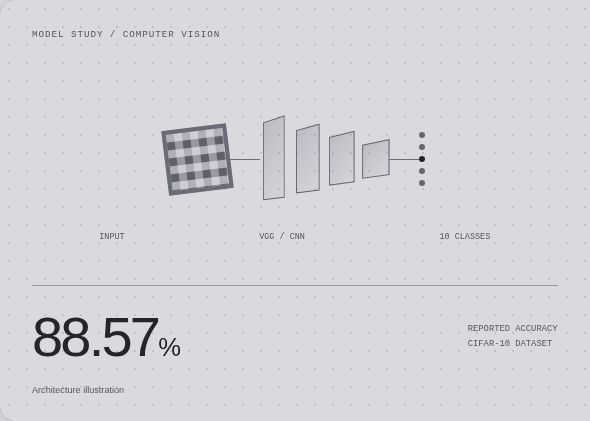 MODEL STUDY / COMPUTER VISION
INPUT
VGG / CNN
10 CLASSES
88.57%
REPORTED ACCURACY
CIFAR-10 DATASET
Architecture illustration